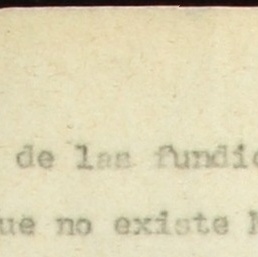 de las fundic
ue no existe